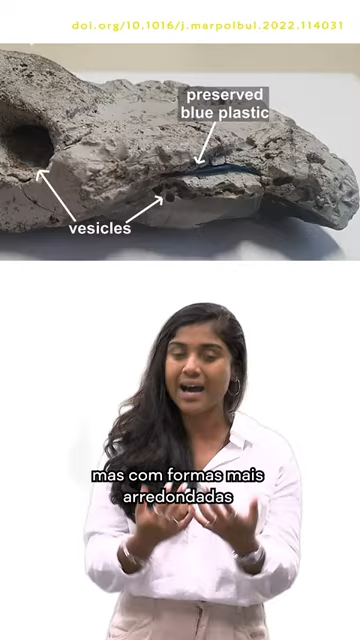 doi.org/10.1016/j.marpolbul.2022.114031
preserved
blue plastic
vesicles
mas com formas mais
arredondadas